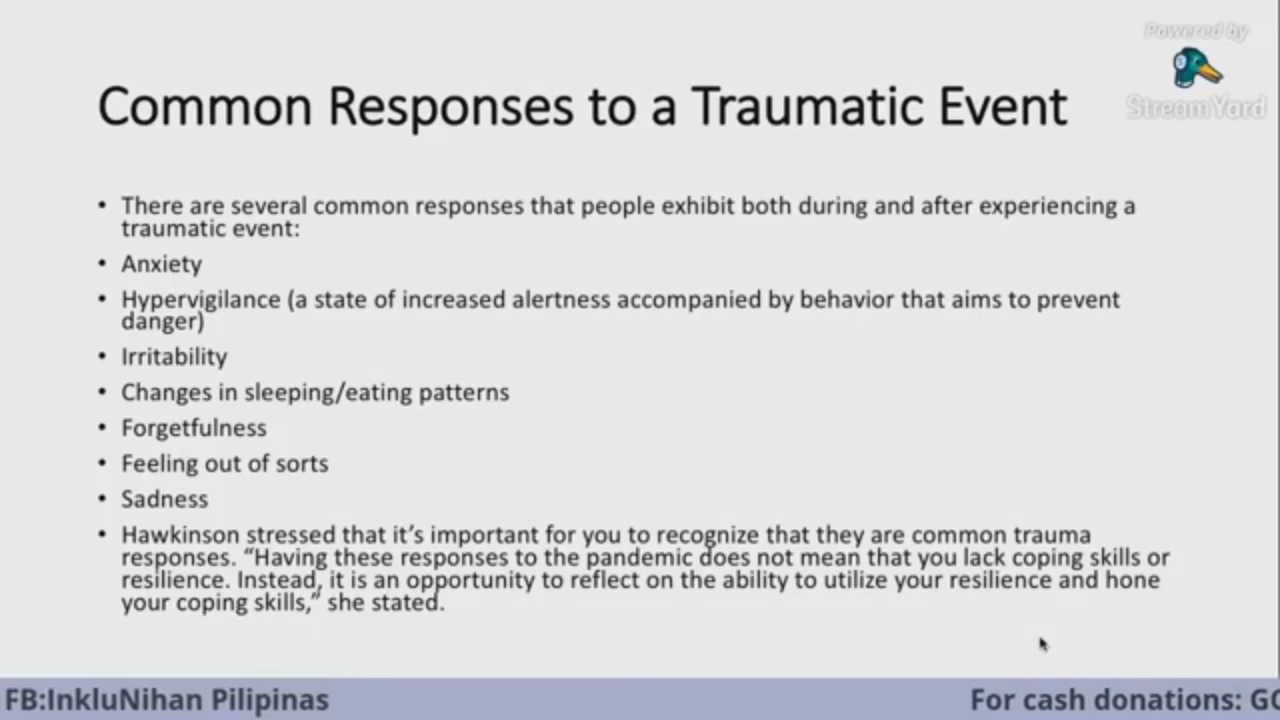 Powered by
StreamYard
Common Responses to a Traumatic Event
• There are several common responses that people exhibit both during and after experiencing a
traumatic event:
• Anxiety
• Hypervigilance (a state of increased alertness accompanied by behavior that aims to prevent
danger)
• Irritability
• Changes in sleeping/eating patterns
• Forgetfulness
• Feeling out of sorts
• Sadness
• Hawkinson stressed that it’s important for you to recognize that they are common trauma
responses. “Having these responses to the pandemic does not mean that you lack coping skills or
resilience. Instead, it is an opportunity to reflect on the ability to utilize your resilience and hone
your coping skills,” she stated.
FB:InkluNihan Pilipinas
For cash donations: